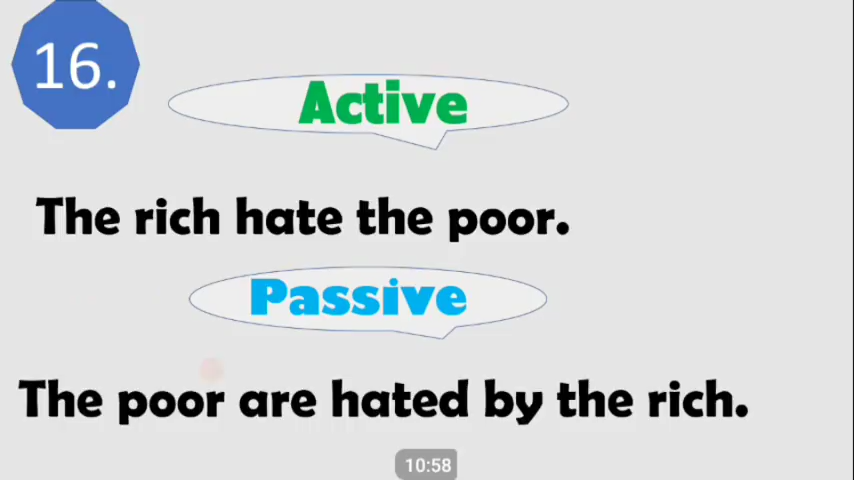 16.
Active
The rich hate the poor.
Passive
The poor are hated by the rich.
10:58